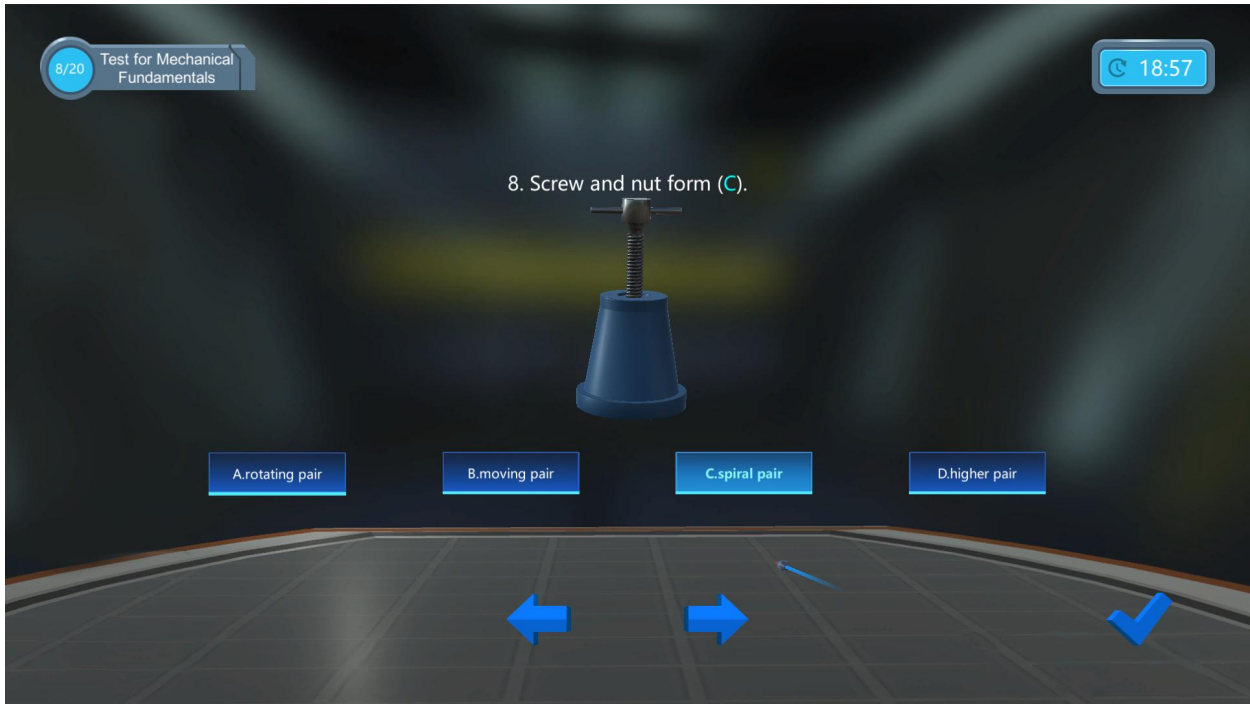 8/20
Test for Mechanical
Fundamentals
18:57
8. Screw and nut form (C).
A.rotating pair
B.moving pair
C.spiral pair
D.higher pair